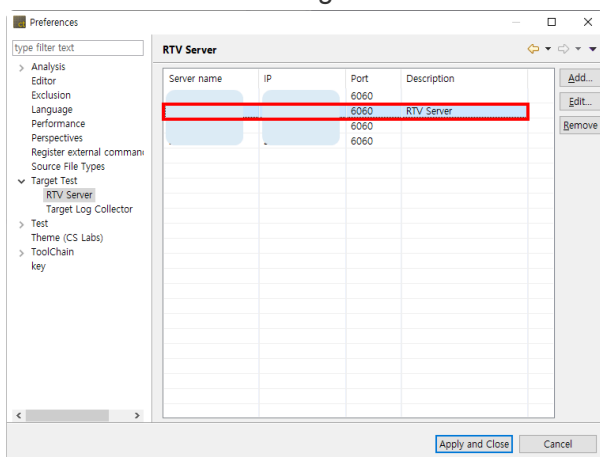 Preferences
type filter text
RTV Server
Analysis
Editor
Exclusion
Language
Performance
Perspectives
Register external comman
Source File Types
Target Test
RTV Server
Target Log Collector
Test
Theme (CS Labs)
ToolChain
key
Server name IP Port Description
6060
6060 RTV Server
6060
6060
Add...
Edit...
Remove
Apply and Close Cancel